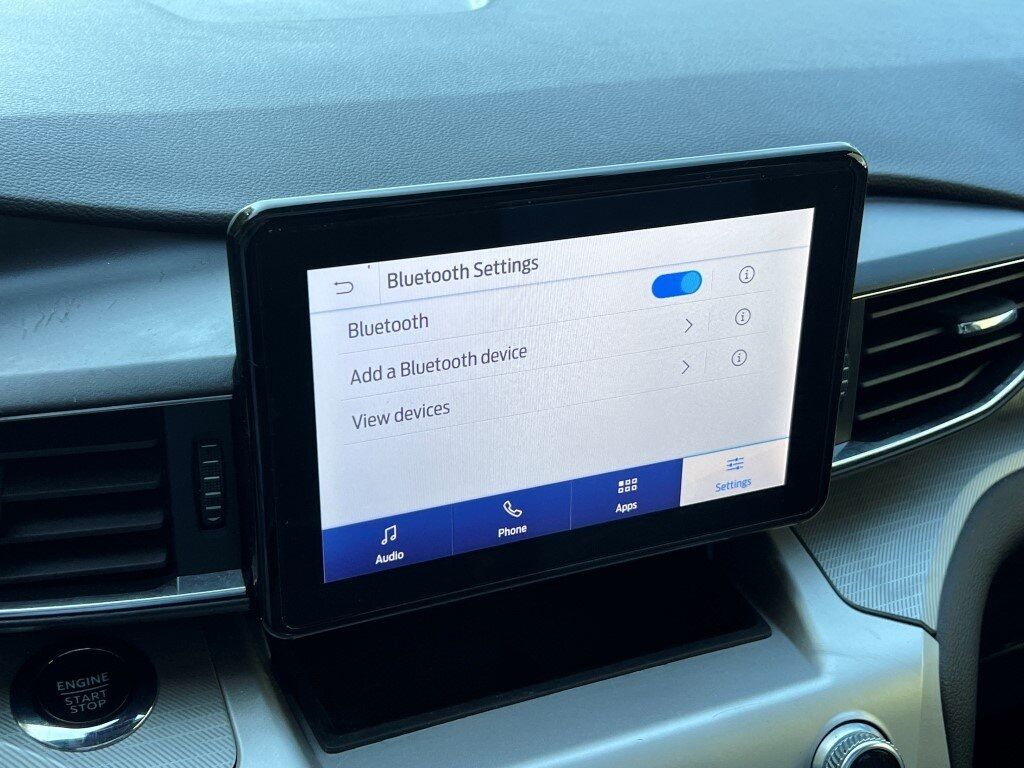 Bluetooth Settings
Bluetooth
Add a Bluetooth device
View devices
Audio
Phone
Apps
Settings
ENGINE
START
STOP